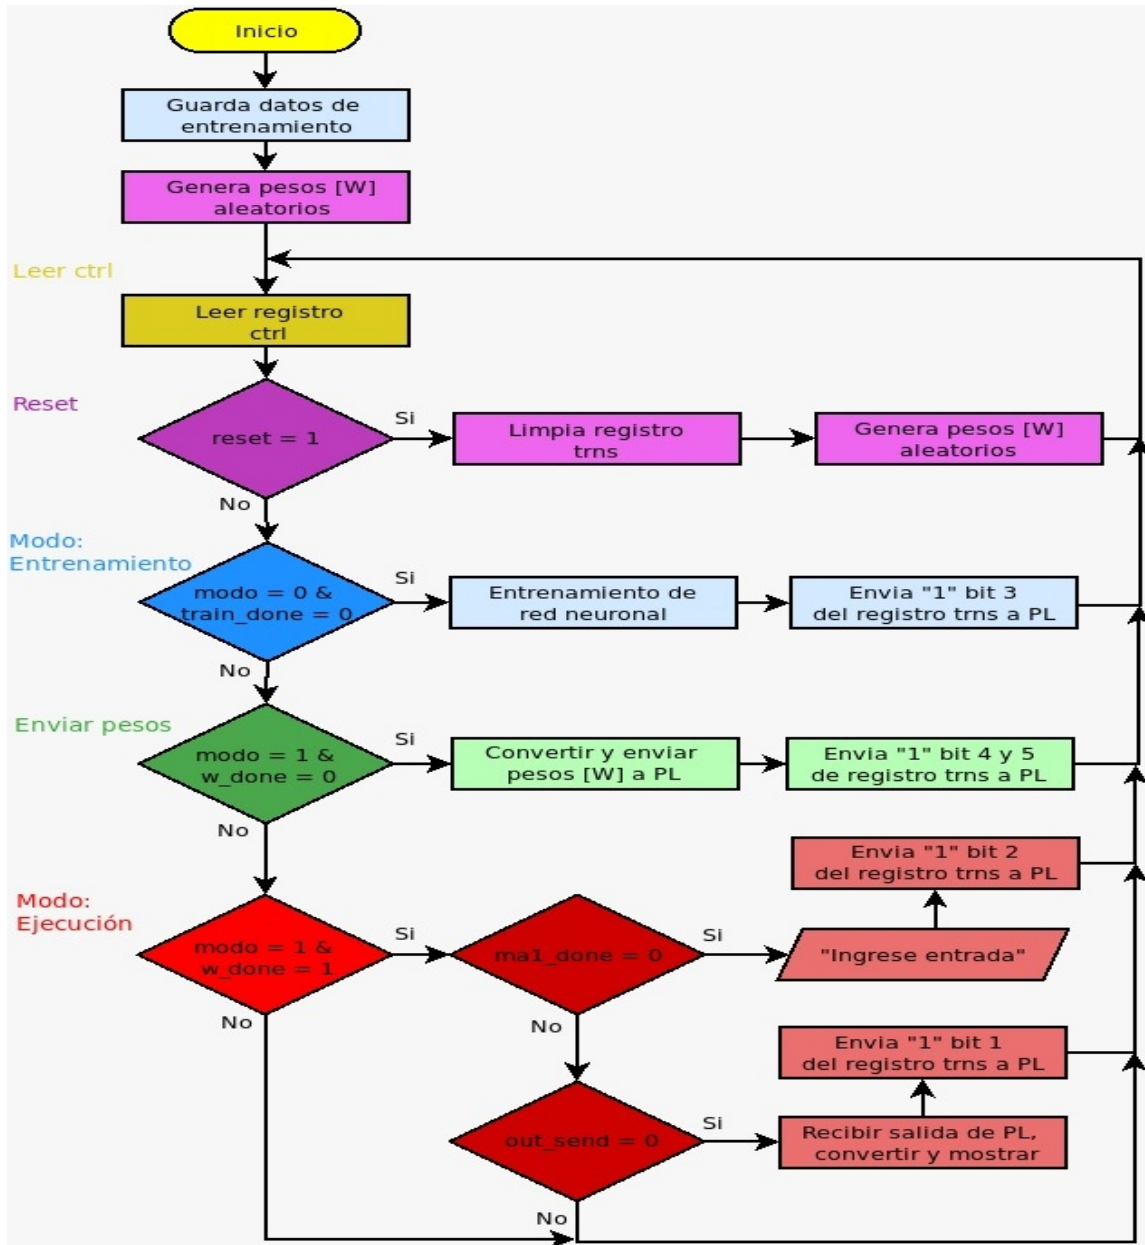 Inicio
Guarda datos de
entrenamiento
Genera pesos [W]
aleatorios
Leer ctrl
Leer registro
ctrl
Reset
reset = 1
Si
Limpia registro
trns
Genera pesos [W]
aleatorios
No
Modo:
Entrenamiento
modo = 0 &
train_done = 0
Si
Entrenamiento de
red neuronal
Envia "1" bit 3
del registro trns a PL
No
Enviar pesos
modo = 1 &
w_done = 0
Si
Convertir y enviar
pesos [W] a PL
Envia "1" bit 4 y 5
de registro trns a PL
No
Envia "1" bit 2
del registro trns a PL
Modo:
Ejecución
modo = 1 &
w_done = 1
Si
ma1_done = 0
Si
"Ingrese entrada"
No
No
Envia "1" bit 1
del registro trns a PL
out_send = 0
Si
Recibir salida de PL,
convertir y mostrar
No